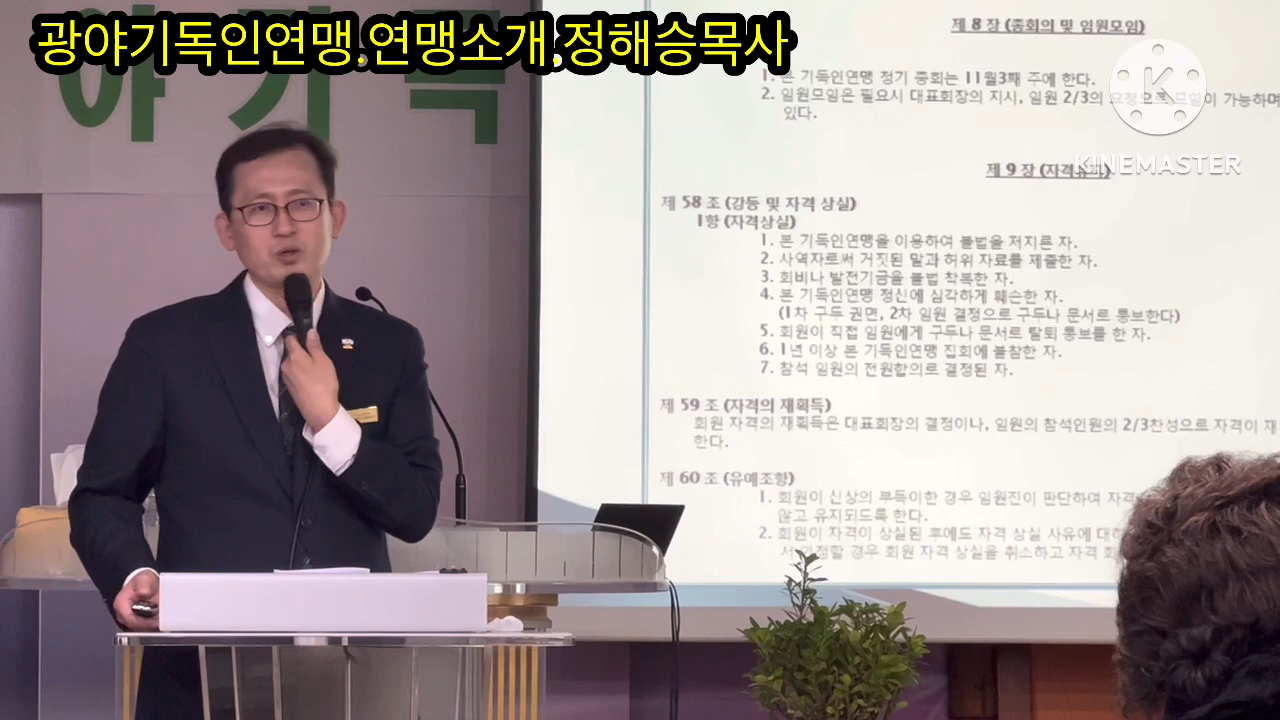 광야기독인연맹.연맹소개.정해승목사
야기독
제 8 장 (총회의 및 임원모임)
1. 본 기독인연맹 정기 총회는 11월3째 주에 한다.
2. 임원모임은 필요시 대표회장의 지시, 임원 2/3의 요청으로 모임이 가능하며
있다.
KINEMASTER
제 9 장 (자격유지)
제 58 조 (강등 및 자격 상실)
1항 (자격상실)
1. 본 기독인연맹을 이용하여 불법을 저지른 자.
2. 사역자로써 거짓된 말과 허위 자료를 제출한 자.
3. 회비나 발전기금을 불법 착복한 자.
4. 본 기독인연맹 정신에 심각하게 훼손한 자.
(1차 구두 권면, 2차 임원 결정으로 구두나 문서로 통보한다)
5. 회원이 직접 임원에게 구두나 문서로 탈퇴 통보를 한 자.
6. 1년 이상 본 기독인연맹 집회에 불참한 자.
7. 참석 임원의 전원합의로 결정된 자.
제 59 조 (자격의 재획득)
회원 자격의 재획득은 대표회장의 결정이나, 임원의 참석인원의 2/3찬성으로 자격이 재
한다.
제 60 조 (유예조항)
1. 회원이 신상의 부득이한 경우 임원진이 판단하여 자격
않고 유지되도록 한다.
2. 회원이 자격이 상실된 후에도 자격 상실 사유에 대해
서 정할 경우 회원 자격 상실을 취소하고 자격 회